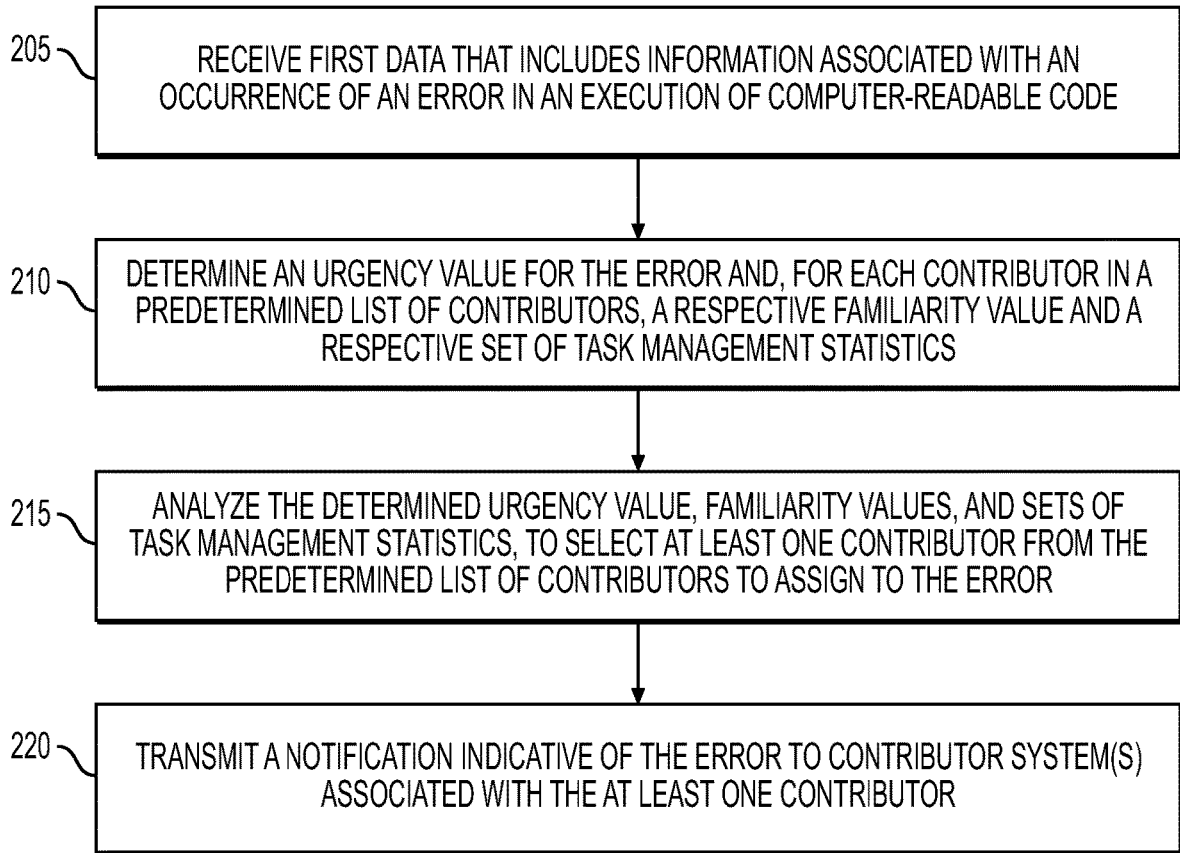 205
RECEIVE FIRST DATA THAT INCLUDES INFORMATION ASSOCIATED WITH AN
OCCURRENCE OF AN ERROR IN AN EXECUTION OF COMPUTER-READABLE CODE
210
DETERMINE AN URGENCY VALUE FOR THE ERROR AND, FOR EACH CONTRIBUTOR IN A
PREDETERMINED LIST OF CONTRIBUTORS, A RESPECTIVE FAMILIARITY VALUE AND A
RESPECTIVE SET OF TASK MANAGEMENT STATISTICS
215
ANALYZE THE DETERMINED URGENCY VALUE, FAMILIARITY VALUES, AND SETS OF
TASK MANAGEMENT STATISTICS, TO SELECT AT LEAST ONE CONTRIBUTOR FROM THE
PREDETERMINED LIST OF CONTRIBUTORS TO ASSIGN TO THE ERROR
220
TRANSMIT A NOTIFICATION INDICATIVE OF THE ERROR TO CONTRIBUTOR SYSTEM(S)
ASSOCIATED WITH THE AT LEAST ONE CONTRIBUTOR